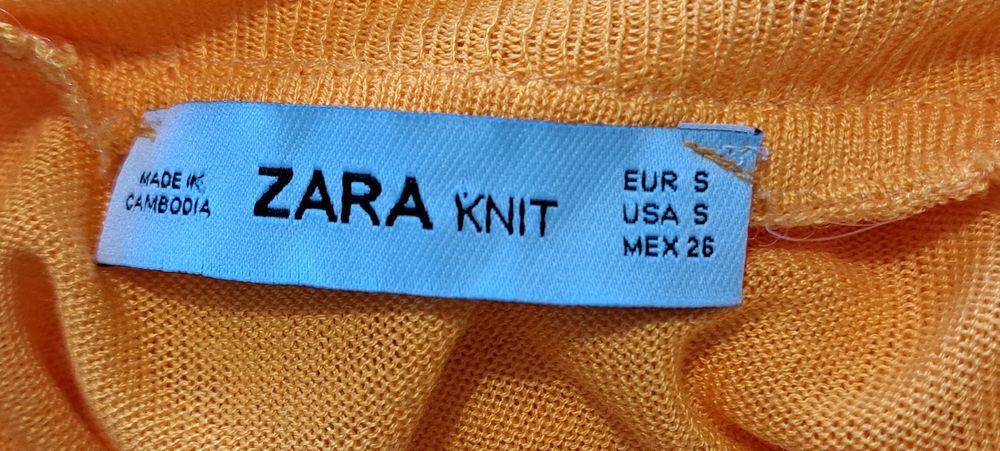 MADE IN
CAMBODIA
ZARA KNIT
EUR S
USA S
MEX 26